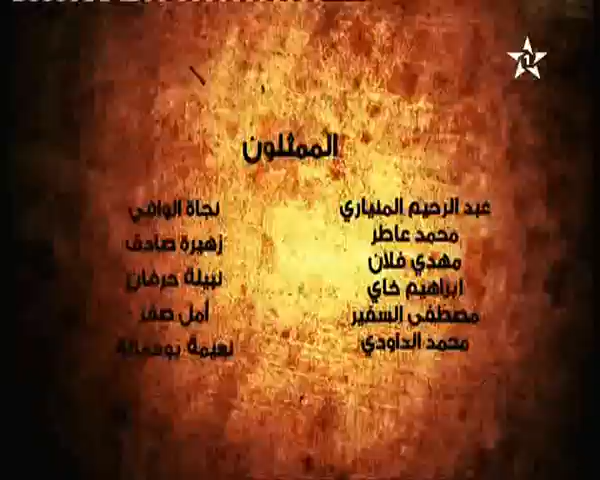 الممثلون
عبد الرحيم المنياري
محمد عاطر
مهدي فلان
ابراهيم خاي
مصطفى السفير
محمد الداودي
نجاة الوافي
زهيرة صادق
نبيلة حرفان
أمل صقر
نعيمة بوحمالة
1